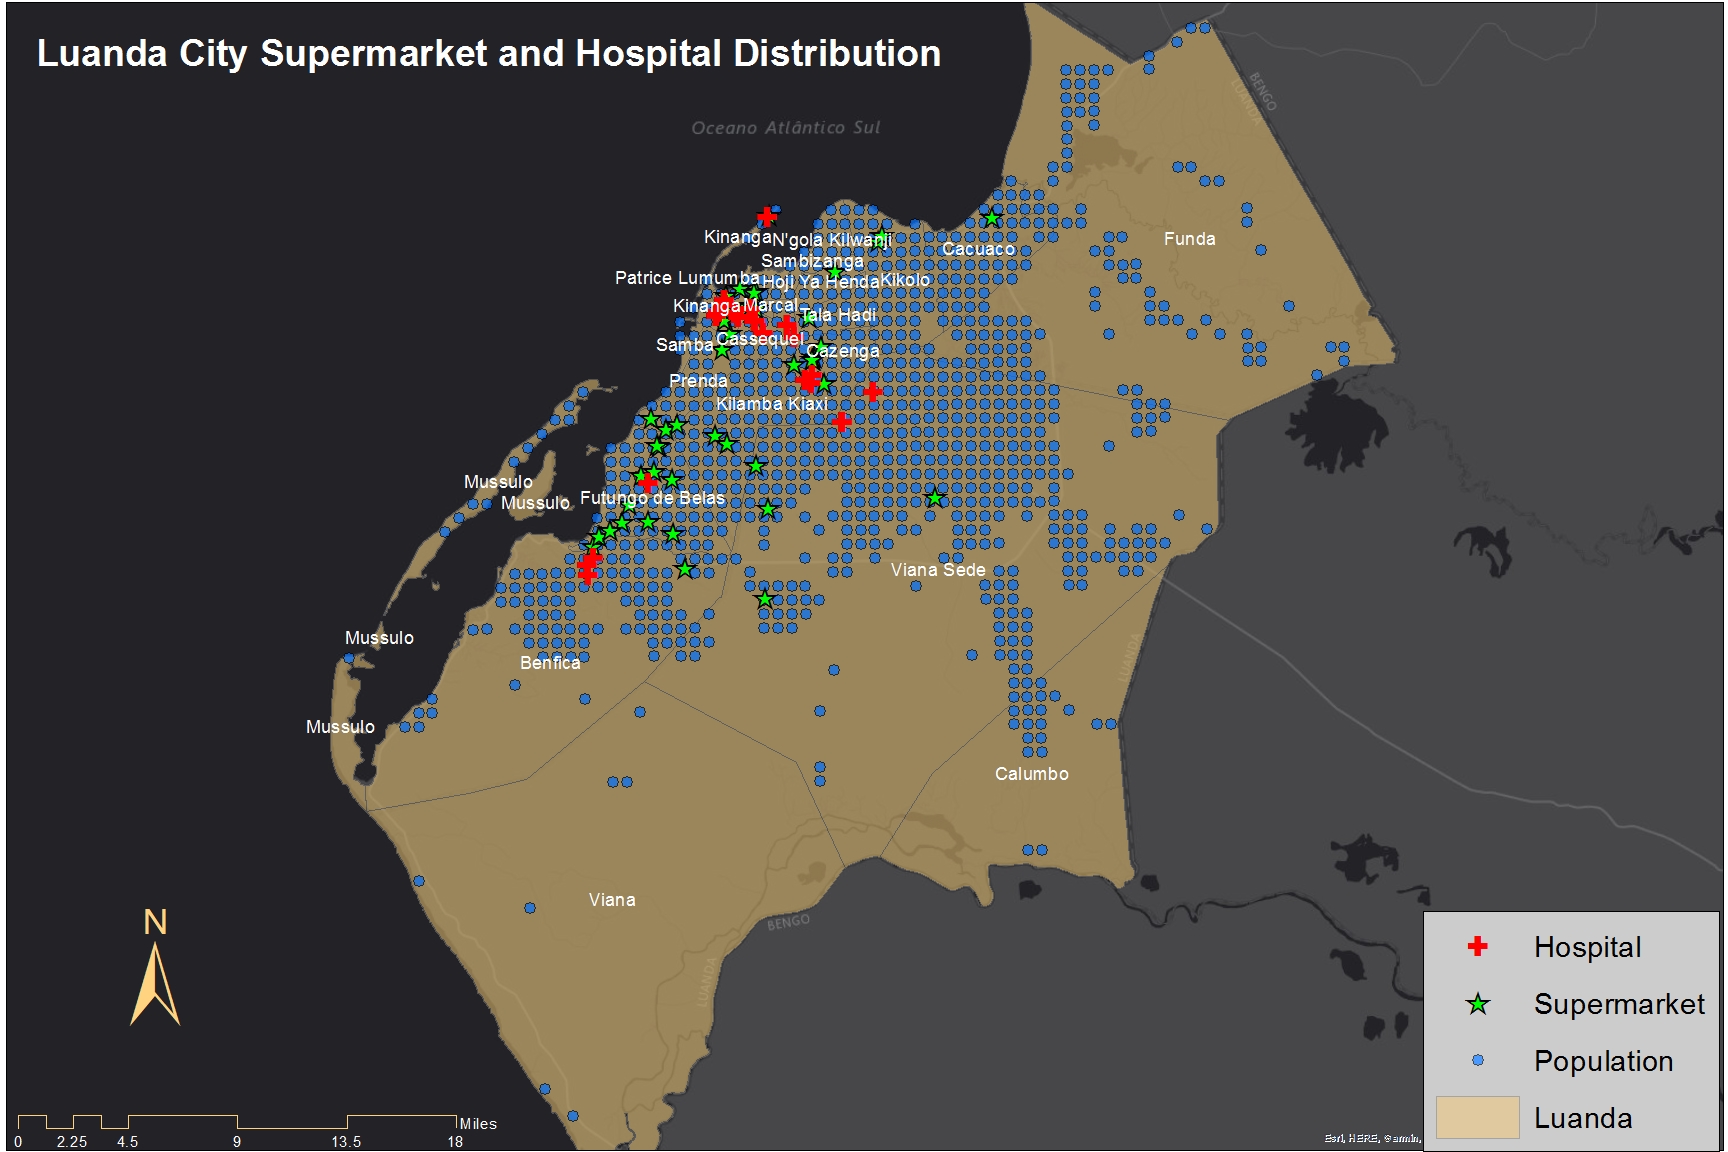 Luanda City Supermarket and Hospital Distribution
Oceano Atlântico Sul
BENGO
LUANDA
Kinanga
N'gola Kilwanji
Cacuaco
Funda
Sambizanga
Patrice Lumumba
Hoji Ya Henda
Kikolo
Kinanga
Marcal
Tala Hadi
Samba
Cassequel
Cazenga
Prenda
Kilamba Kiaxi
Mussulo
Mussulo
Futungo de Belas
Viana Sede
Mussulo
LUANDA
Benfica
Mussulo
Calumbo
Viana
BENGO
LUANDA
N
Hospital
Supermarket
Population
Luanda
Miles
0 2.25 4.5 9 13.5 18
Esri, HERE, Garmin,